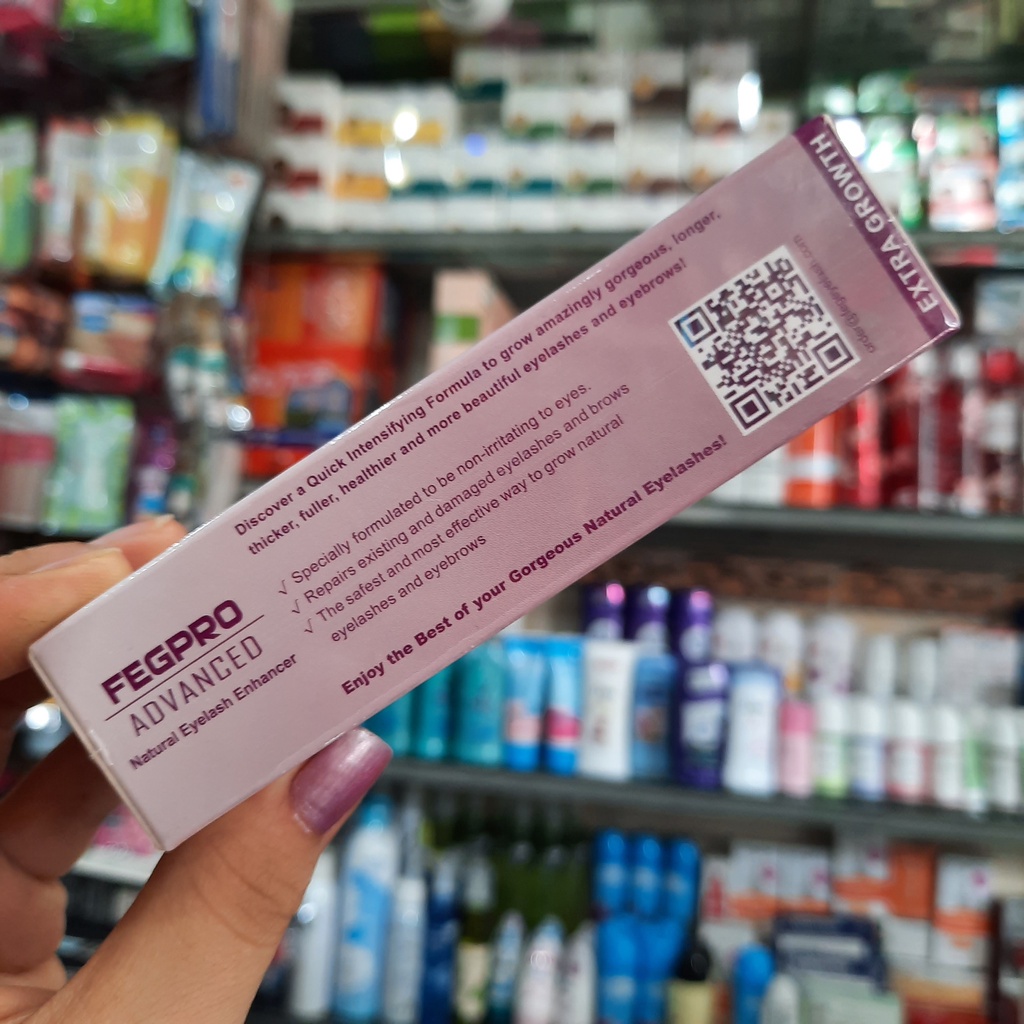 FEGPRO
ADVANCED
Natural Eyelash Enhancer
Discover a Quick Intensifying Formula to grow amazingly gorgeous, longer,
thicker, fuller, healthier and more beautiful eyelashes and eyebrows!
√ Specially formulated to be non-irritating to eyes.
√ Repairs existing and damaged eyelashes and brows
√ The safest and most effective way to grow natural
eyelashes and eyebrows
Enjoy the Best of your Gorgeous Natural Eyelashes!
EXTRA GROWTH